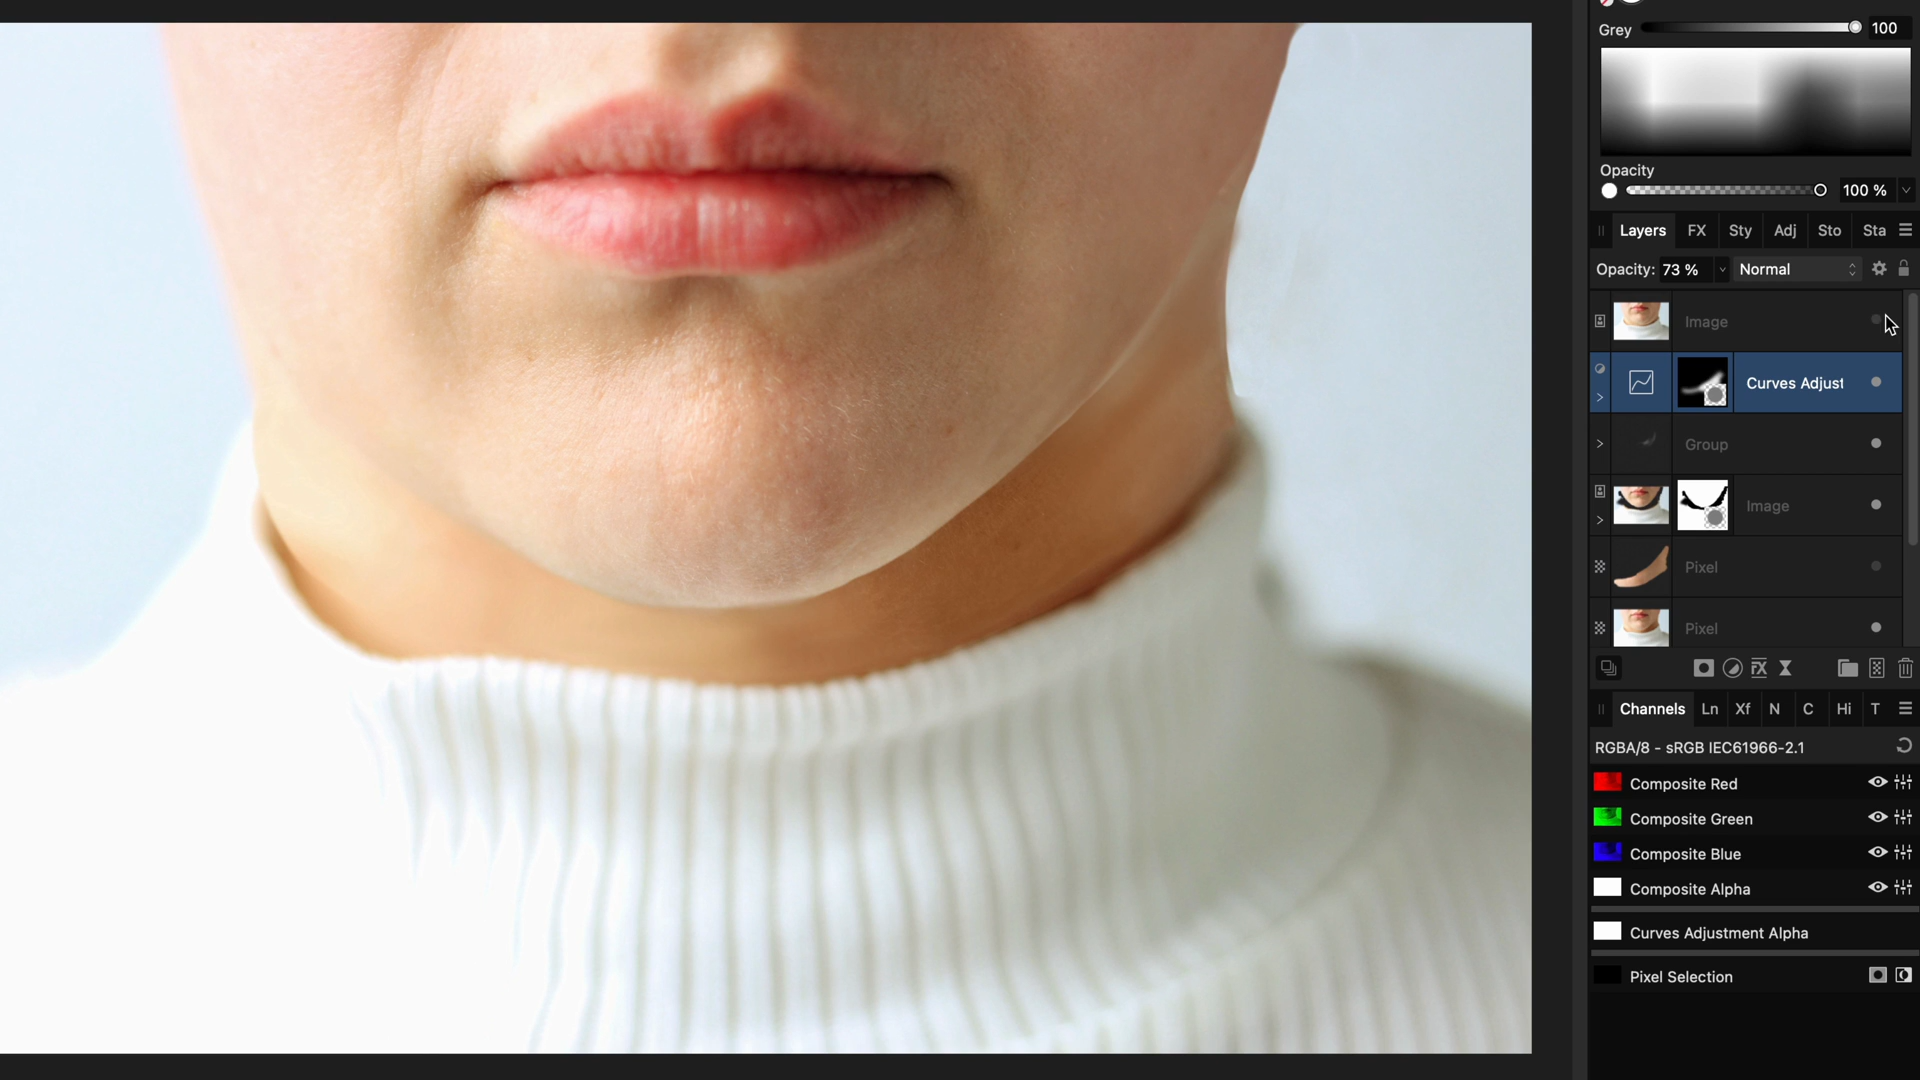 Grey 100
Opacity
100 %
Layers FX Sty Adj Sto Sta
Opacity: 73 % Normal
Image
Curves Adjust
Group
Image
Pixel
Pixel
Channels Ln Xf N C Hi T
RGBA/8 - sRGB IEC61966-2.1
Composite Red
Composite Green
Composite Blue
Composite Alpha
Curves Adjustment Alpha
Pixel Selection